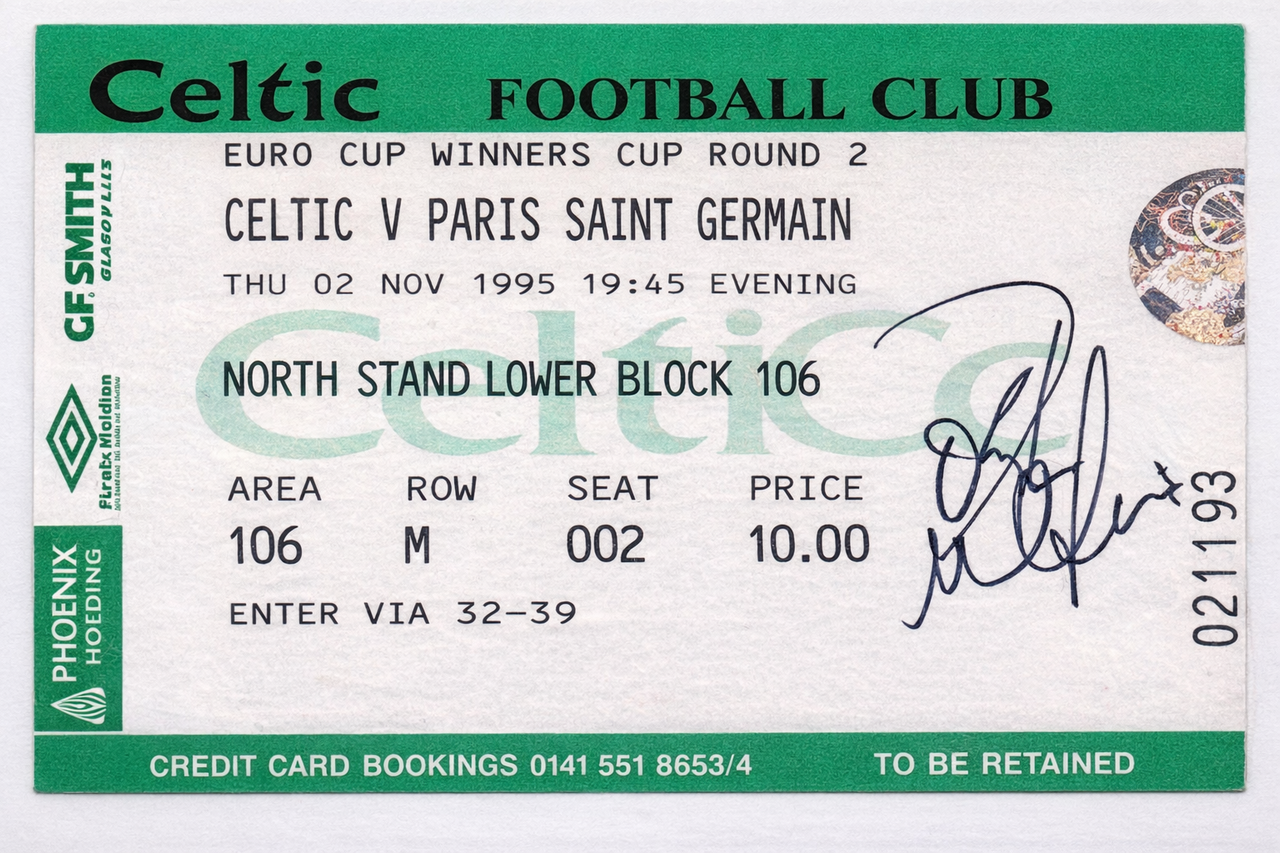 Celtic FOOTBALL CLUB
EURO CUP WINNERS CUP ROUND 2
CELTIC V PARIS SAINT GERMAIN
THU 02 NOV 1995 19:45 EVENING
CelticC
NORTH STAND LOWER BLOCK 106
AREA ROW SEAT PRICE
106 M 002 10.00
ENTER VIA 32–39
GF. SMITH
PHOENIX
HOEDING
021193
CREDIT CARD BOOKINGS 0141 551 8653/4 TO BE RETAINED